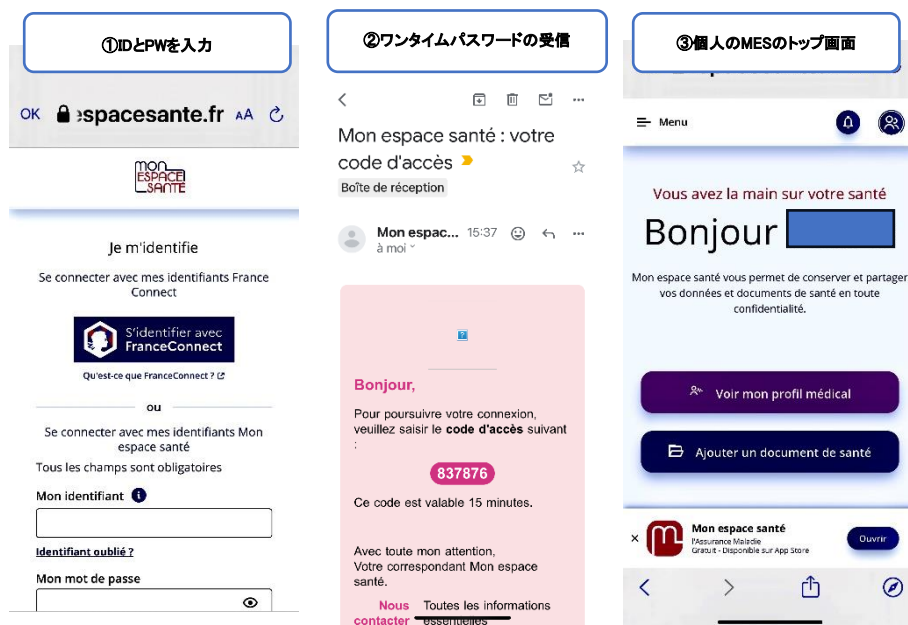 ①IDとPWを入力
OK espacesante.fr AA
MON
ESPACE
SANTÉ
Je m'identifie
Se connecter avec mes identifiants France
Connect
S'identifier avec
FranceConnect
Qu'est-ce que FranceConnect ?
ou
Se connecter avec mes identifiants Mon
espace santé
Tous les champs sont obligatoires
Mon identifiant i
Identifiant oublié ?
Mon mot de passe
②ワンタイムパスワードの受信
Mon espace santé : votre
code d'accès
Boîte de réception
Mon espac... 15:37
à moi
?
Bonjour,
Pour poursuivre votre connexion,
veuillez saisir le code d'accès suivant
:
837876
Ce code est valable 15 minutes.
Avec toute mon attention,
Votre correspondant Mon espace
santé.
Nous Toutes les informations
contacter essentielles
③個人のMESのトップ画面
Menu
Vous avez la main sur votre santé
Bonjour
Mon espace santé vous permet de conserver et partager
vos données et documents de santé en toute
confidentialité.
Voir mon profil médical
Ajouter un document de santé
Mon espace santé
l'Assurance Maladie
Gratuit - Disponible sur App Store
Ouvrir